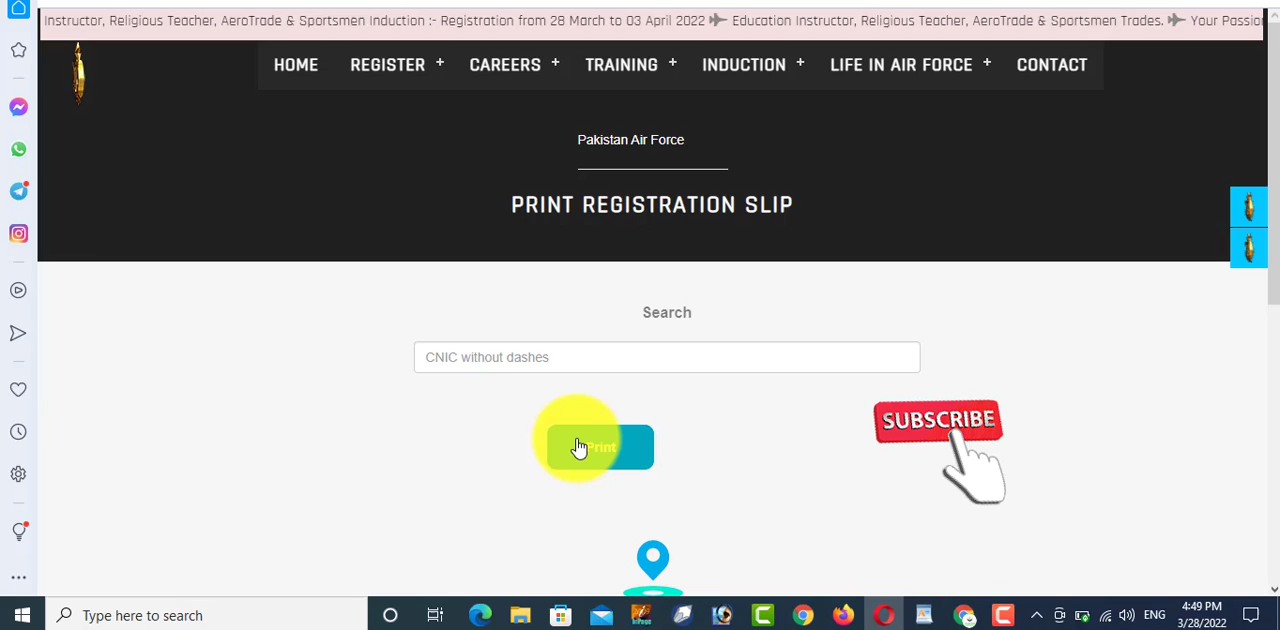 Instructor, Religious Teacher, AeroTrade & Sportsmen Induction :- Registration from 28 March to 03 April 2022 Education Instructor, Religious Teacher, AeroTrade & Sportsmen Trades. Your Passion
HOME REGISTER + CAREERS + TRAINING + INDUCTION + LIFE IN AIR FORCE + CONTACT
Pakistan Air Force
PRINT REGISTRATION SLIP
Search
CNIC without dashes
Print
SUBSCRIBE
Type here to search
ENG
4:49 PM
3/28/2022